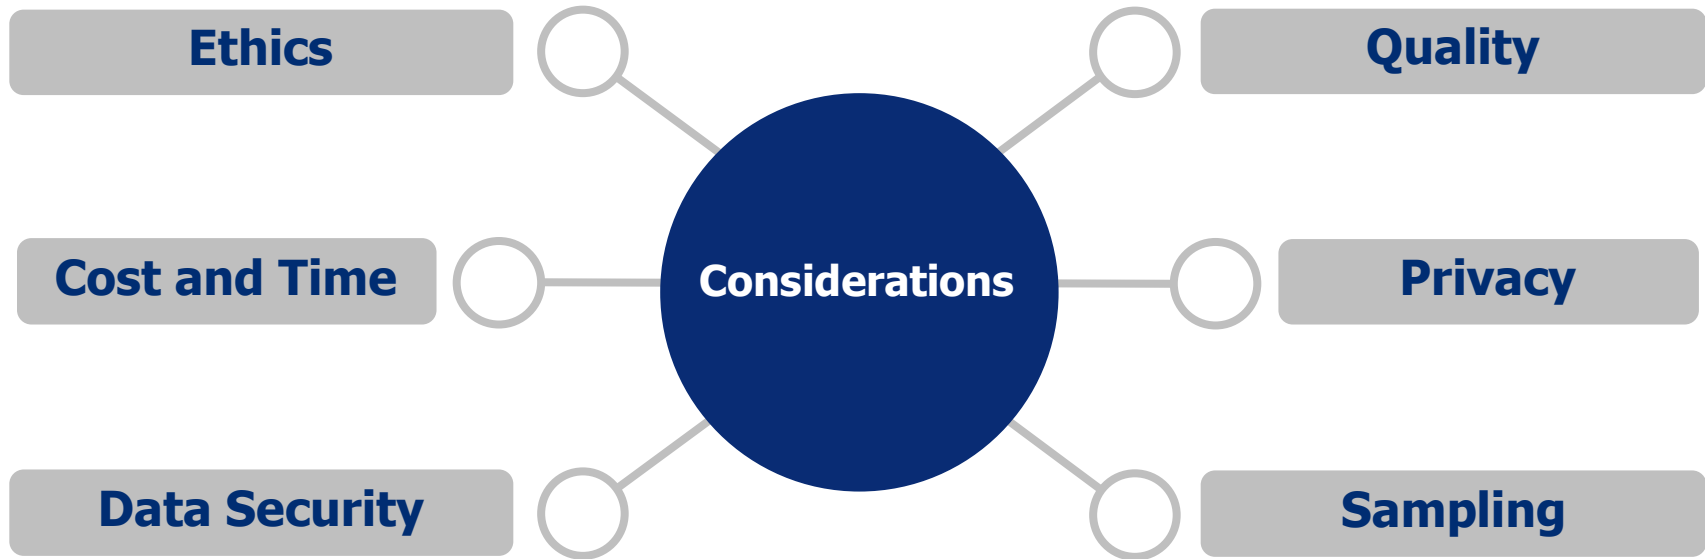 Ethics
Quality
Cost and Time
Considerations
Privacy
Data Security
Sampling